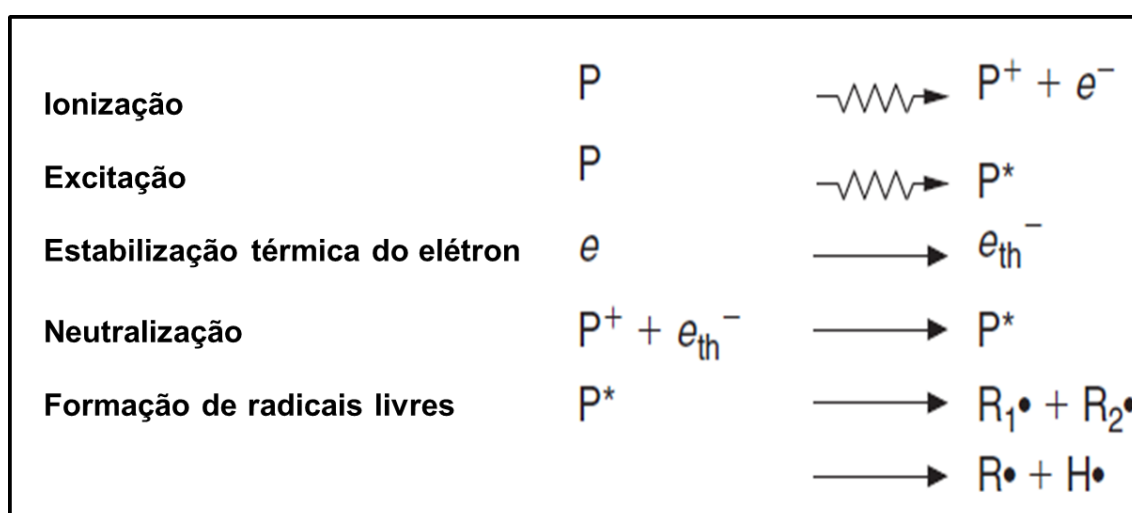 Ionização P P⁺ + e⁻
Excitação P P*
Estabilização térmica do elétron e e_th⁻
Neutralização P⁺ + e_th⁻ P*
Formação de radicais livres P* R₁• + R₂•
R• + H•